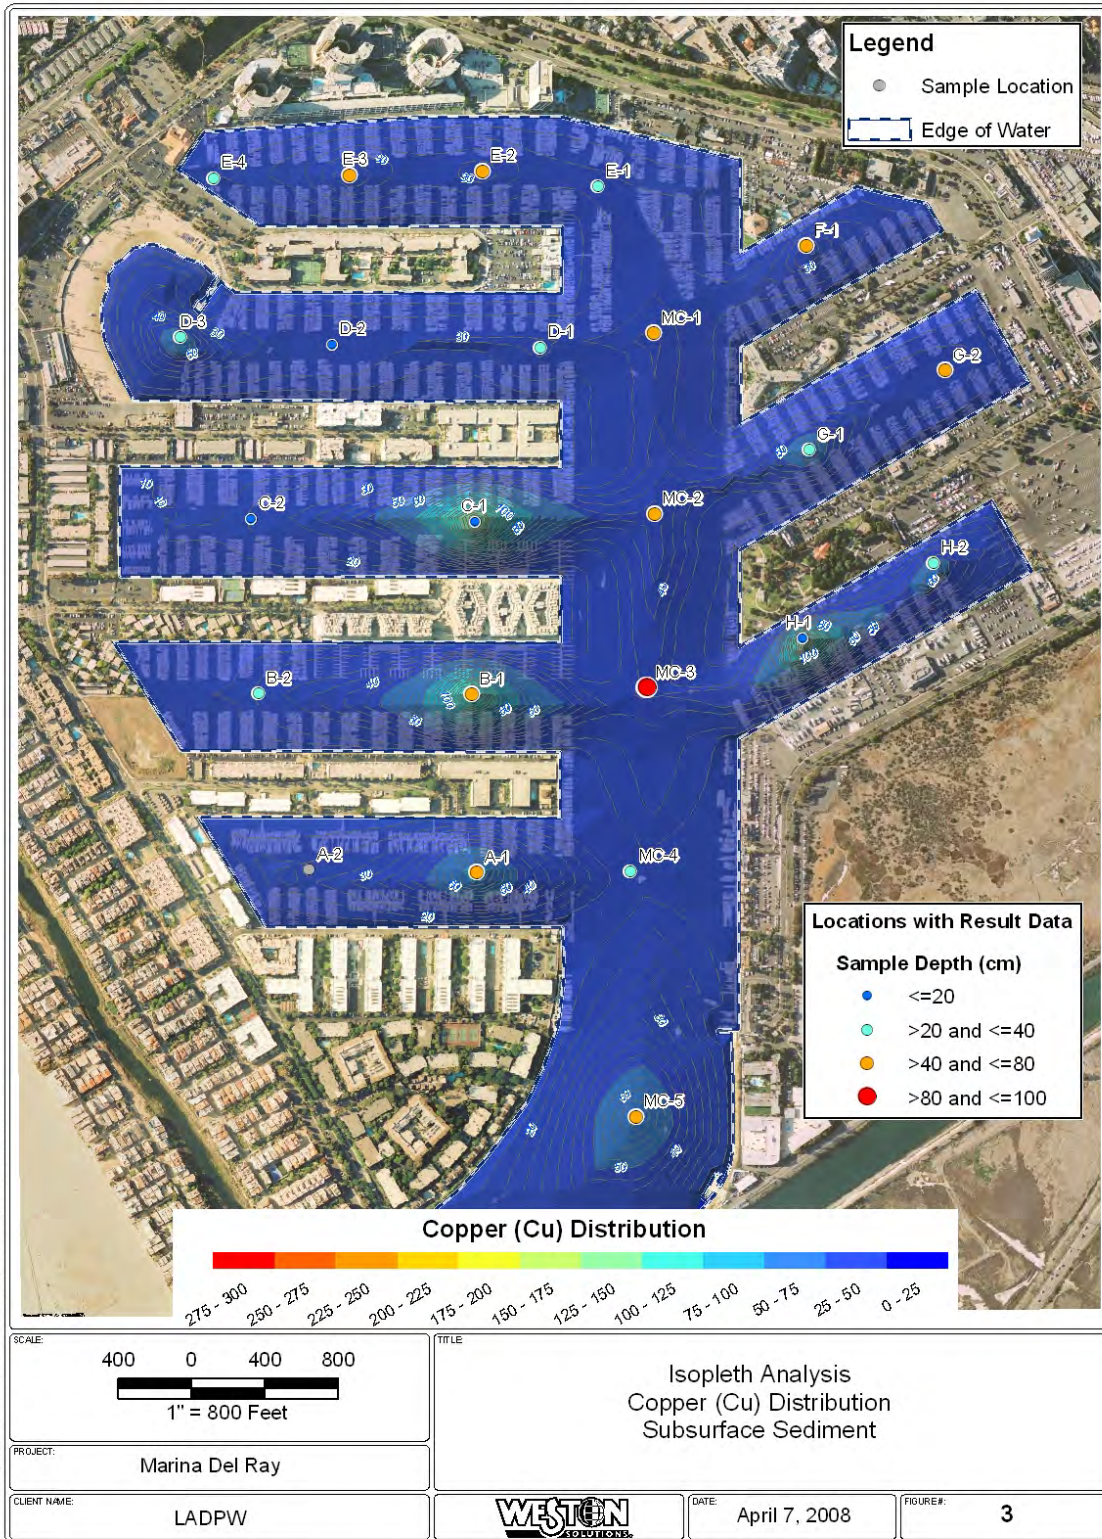 Legend
Sample Location
Edge of Water
E-4
E-3
E-2
E-1
F-1
D-3
D-2
D-1
MC-1
G-2
G-1
C-2
C-1
MC-2
H-2
H-1
B-2
B-1
MC-3
A-2
A-1
MC-4
MC-5
Locations with Result Data
Sample Depth (cm)
<=20
>20 and <=40
>40 and <=80
>80 and <=100
Copper (Cu) Distribution
275 - 300 250 - 275 225 - 250 200 - 225 175 - 200 150 - 175 125 - 150 100 - 125 75 - 100 50 - 75 25 - 50 0 - 25
SCALE:
400 0 400 800
1" = 800 Feet
TITLE
Isopleth Analysis
Copper (Cu) Distribution
Subsurface Sediment
PROJECT:
Marina Del Ray
CLIENT NAME:
LADPW
WESTON
SOLUTIONS
DATE:
April 7, 2008
FIGURE#:
3